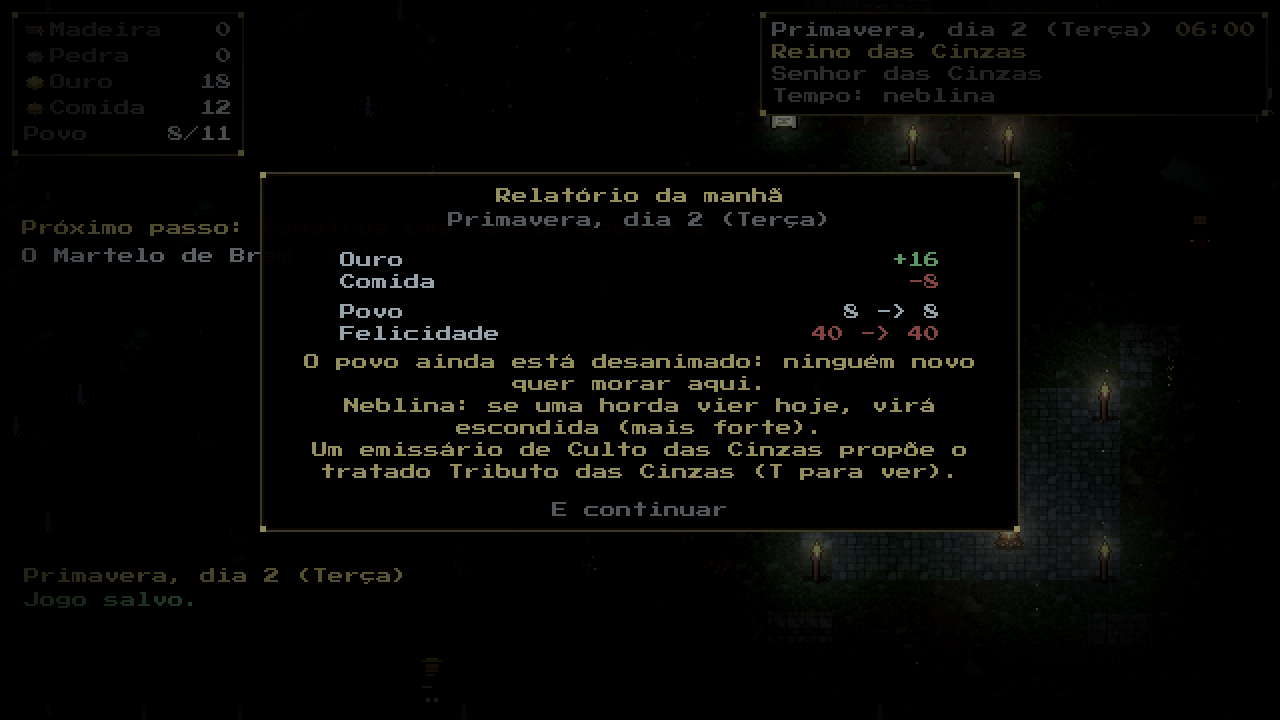 Madeira 0
Pedra 0
Ouro 18
Comida 12
Povo 8/11
Primavera, dia 2 (Terça) 06:00
Reino das Cinzas
Senhor das Cinzas
Tempo: neblina
Próximo passo:
O Martelo de Bram
Relatório da manhã
Primavera, dia 2 (Terça)
Ouro +16
Comida -8
Povo 8 -> 8
Felicidade 40 -> 40
O povo ainda está desanimado: ninguém novo
quer morar aqui.
Neblina: se uma horda vier hoje, virá
escondida (mais forte).
Um emissário de Culto das Cinzas propõe o
tratado Tributo das Cinzas (T para ver).
E continuar
Primavera, dia 2 (Terça)
Jogo salvo.